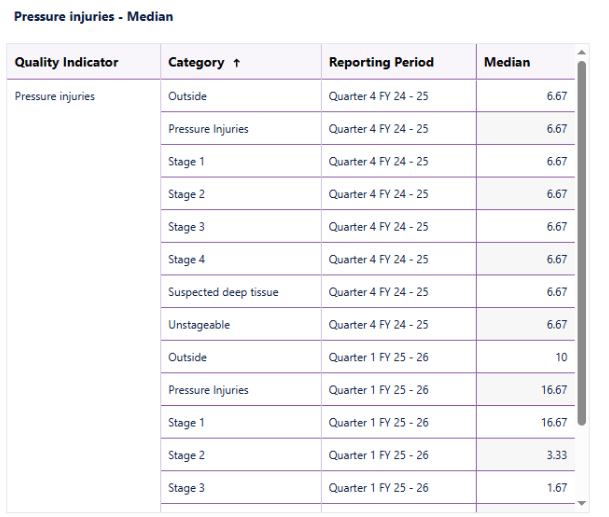 Pressure injuries - Median
Quality Indicator Category ↑ Reporting Period Median
Pressure injuries Outside Quarter 4 FY 24 - 25 6.67
Pressure Injuries Quarter 4 FY 24 - 25 6.67
Stage 1 Quarter 4 FY 24 - 25 6.67
Stage 2 Quarter 4 FY 24 - 25 6.67
Stage 3 Quarter 4 FY 24 - 25 6.67
Stage 4 Quarter 4 FY 24 - 25 6.67
Suspected deep tissue Quarter 4 FY 24 - 25 6.67
Unstageable Quarter 4 FY 24 - 25 6.67
Outside Quarter 1 FY 25 - 26 10
Pressure Injuries Quarter 1 FY 25 - 26 16.67
Stage 1 Quarter 1 FY 25 - 26 16.67
Stage 2 Quarter 1 FY 25 - 26 3.33
Stage 3 Quarter 1 FY 25 - 26 1.67